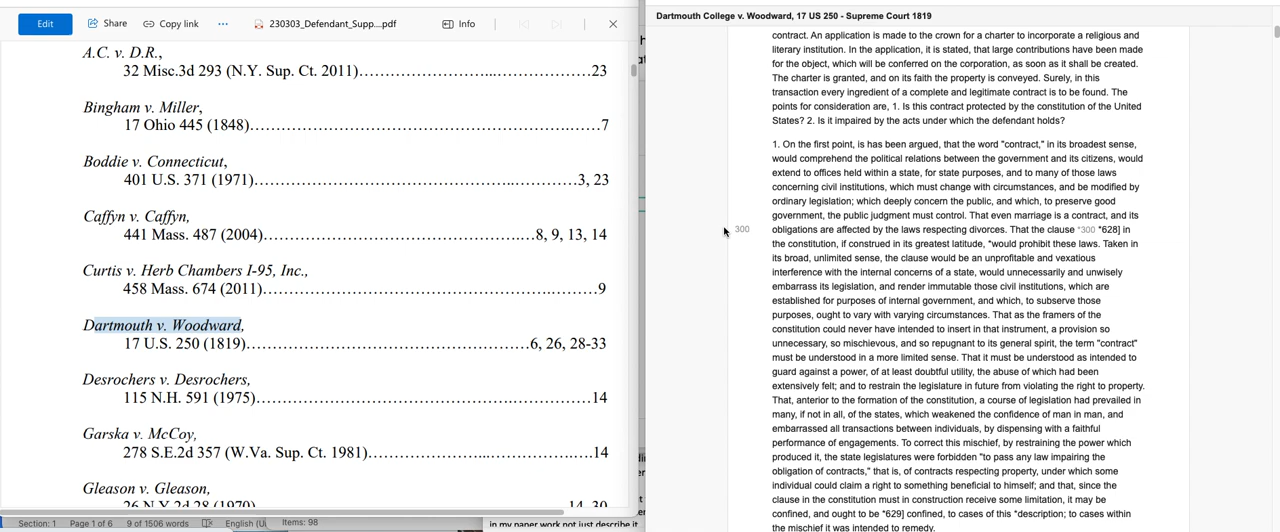 Edit
Share
Copy link
...
230303_Defendant_Supp...pdf
Info
A.C. v. D.R.,
32 Misc.3d 293 (N.Y. Sup. Ct. 2011)……………………………...……………23
Bingham v. Miller,
17 Ohio 445 (1848)……………………………………………………….……7
Boddie v. Connecticut,
401 U.S. 371 (1971)……………………………………………..…………3, 23
Caffyn v. Caffyn,
441 Mass. 487 (2004)……………………………………………..…8, 9, 13, 14
Curtis v. Herb Chambers I-95, Inc.,
458 Mass. 674 (2011)…………………………………………………….……9
Dartmouth v. Woodward,
17 U.S. 250 (1819)………………………………………………..…6, 26, 28-33
Desrochers v. Desrochers,
115 N.H. 591 (1975)……………………………………………….…………14
Garska v. McCoy,
278 S.E.2d 357 (W.Va. Sup. Ct. 1981)…………………………...……….….14
Gleason v. Gleason,
26 N.Y.2d 28 (1970)
14, 30
Section: 1
Page 1 of 6
9 of 1506 words
Items: 98
in my paper work not just describe it
Dartmouth College v. Woodward, 17 US 250 - Supreme Court 1819
contract. An application is made to the crown for a charter to incorporate a religious and
literary institution. In the application, it is stated, that large contributions have been made
for the object, which will be conferred on the corporation, as soon as it shall be created.
The charter is granted, and on its faith the property is conveyed. Surely, in this
transaction every ingredient of a complete and legitimate contract is to be found. The
points for consideration are, 1. Is this contract protected by the constitution of the United
States? 2. Is it impaired by the acts under which the defendant holds?
1. On the first point, is has been argued, that the word "contract," in its broadest sense,
would comprehend the political relations between the government and its citizens, would
extend to offices held within a state, for state purposes, and to many of those laws
concerning civil institutions, which must change with circumstances, and be modified by
ordinary legislation; which deeply concern the public, and which, to preserve good
government, the public judgment must control. That even marriage is a contract, and its
300 obligations are affected by the laws respecting divorces. That the clause *300 *628] in
the constitution, if construed in its greatest latitude, *would prohibit these laws. Taken in
its broad, unlimited sense, the clause would be an unprofitable and vexatious
interference with the internal concerns of a state, would unnecessarily and unwisely
embarrass its legislation, and render immutable those civil institutions, which are
established for purposes of internal government, and which, to subserve those
purposes, ought to vary with varying circumstances. That as the framers of the
constitution could never have intended to insert in that instrument, a provision so
unnecessary, so mischievous, and so repugnant to its general spirit, the term "contract"
must be understood in a more limited sense. That it must be understood as intended to
guard against a power, of at least doubtful utility, the abuse of which had been
extensively felt; and to restrain the legislature in future from violating the right to property.
That, anterior to the formation of the constitution, a course of legislation had prevailed in
many, if not in all, of the states, which weakened the confidence of man in man, and
embarrassed all transactions between individuals, by dispensing with a faithful
performance of engagements. To correct this mischief, by restraining the power which
produced it, the state legislatures were forbidden "to pass any law impairing the
obligation of contracts," that is, of contracts respecting property, under which some
individual could claim a right to something beneficial to himself; and that, since the
clause in the constitution must in construction receive some limitation, it may be
confined, and ought to be *629] confined, to cases of this *description; to cases within
the mischief it was intended to remedy.